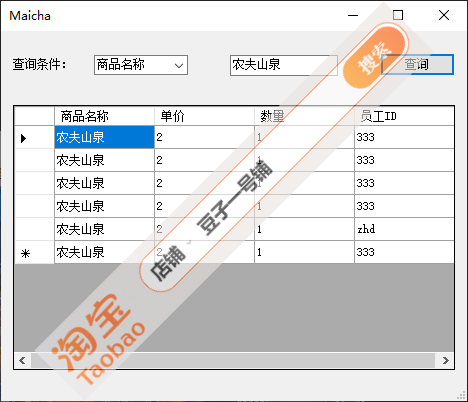 Maicha
查询条件： 商品名称 农夫山泉 查询
商品名称 单价 数量 员工ID
农夫山泉 2 1 333
农夫山泉 2 1 333
农夫山泉 2 1 333
农夫山泉 2 1 333
农夫山泉 2 1 zhd
农夫山泉 2 1 333
淘宝
Taobao
店铺：豆子一号铺
搜索